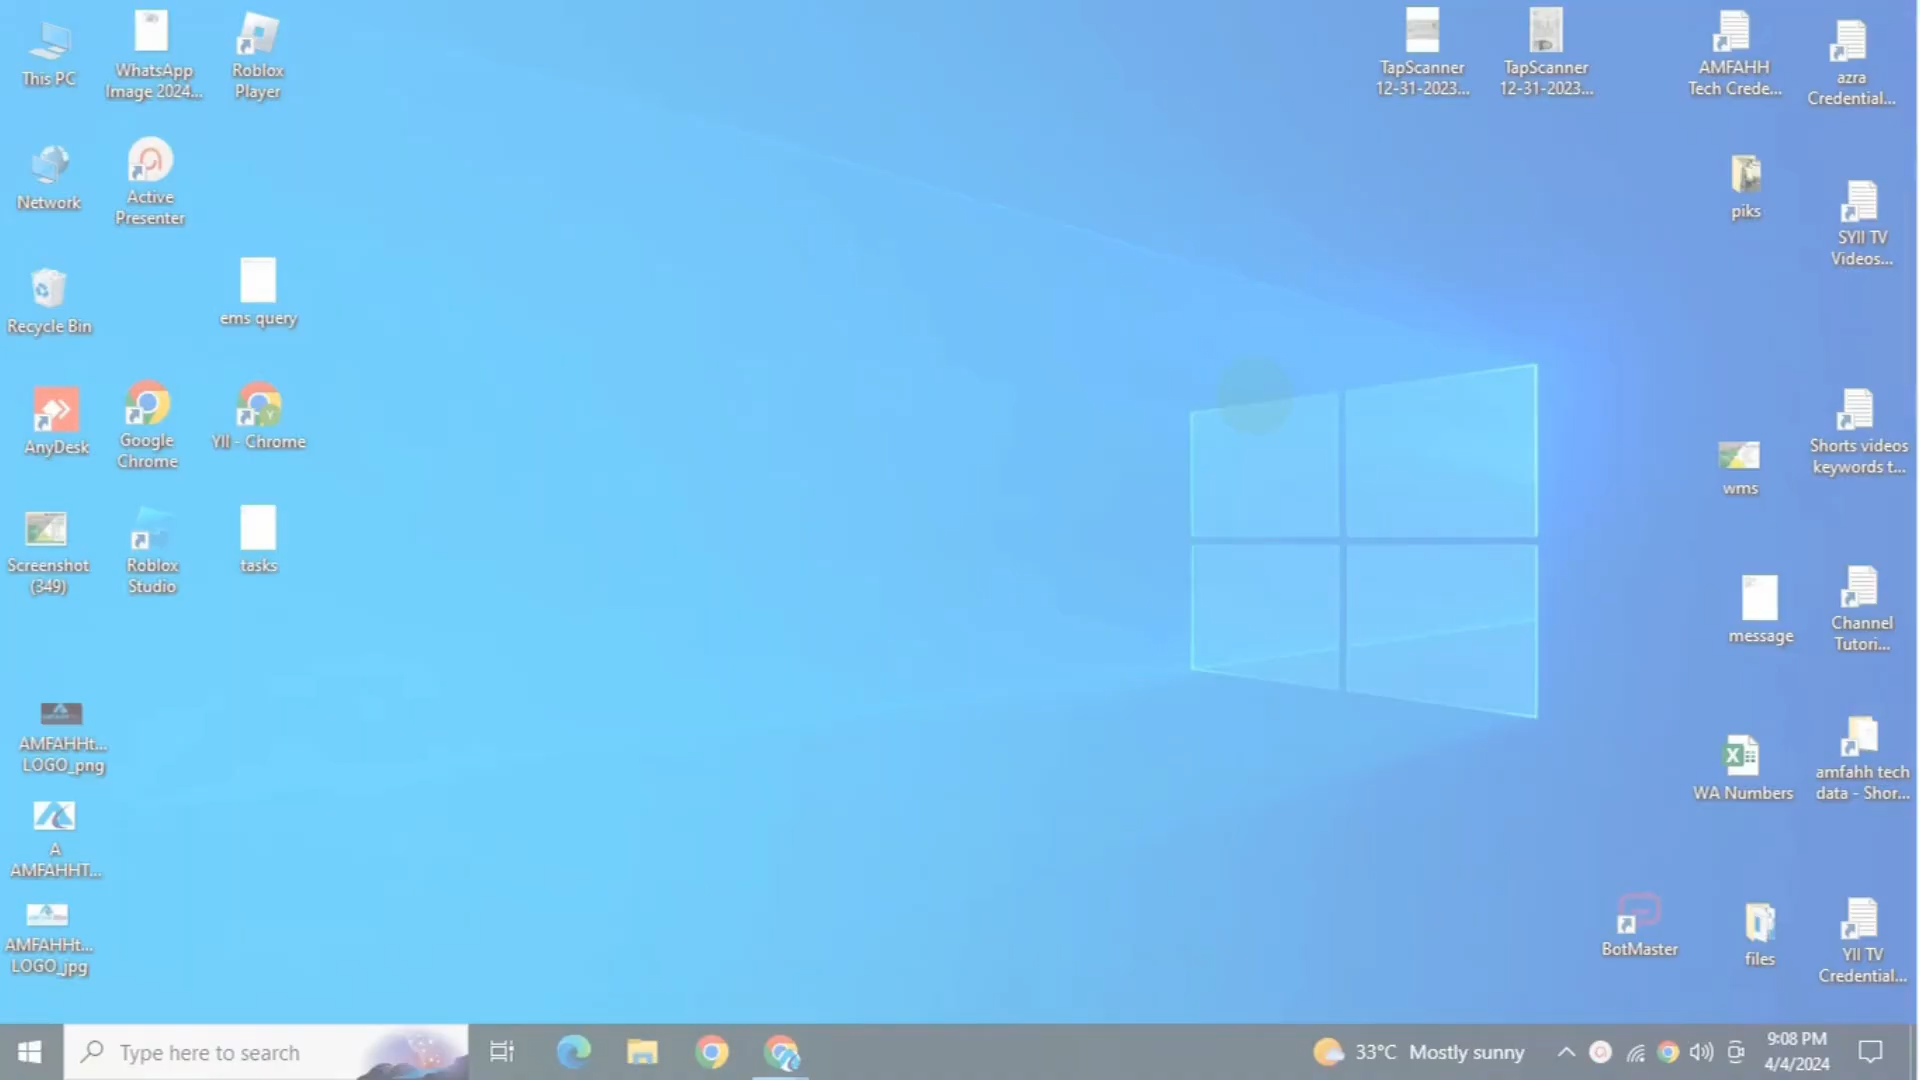 This PC
WhatsApp
Image 2024...
Roblox
Player
TapScanner
12-31-2023...
TapScanner
12-31-2023...
AMFAHH
Tech Crede...
azra
Credential...
Network
Active
Presenter
piks
SYII TV
Videos...
Recycle Bin
ems query
AnyDesk
Google
Chrome
YII - Chrome
wms
Shorts videos
keywords t...
Screenshot
(349)
Roblox
Studio
tasks
message
Channel
Tutori...
AMFAHHt...
LOGO_png
WA Numbers
amfahh tech
data - Shor...
A
AMFAHHT...
AMFAHHt...
LOGO_jpg
BotMaster
files
YII TV
Credential...
Type here to search
33°C Mostly sunny
9:08 PM
4/4/2024